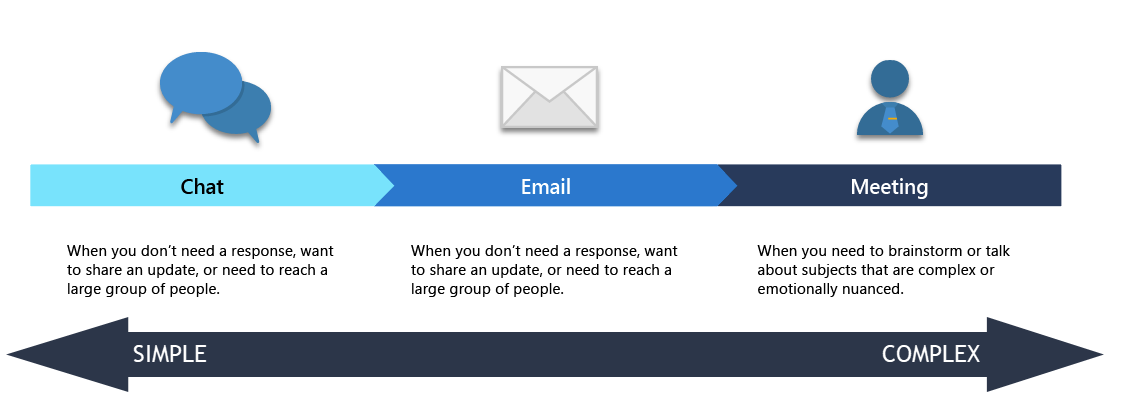 Chat
Email
Meeting
When you don’t need a response, want
to share an update, or need to reach a
large group of people.
When you don’t need a response, want
to share an update, or need to reach a
large group of people.
When you need to brainstorm or talk
about subjects that are complex or
emotionally nuanced.
SIMPLE
COMPLEX